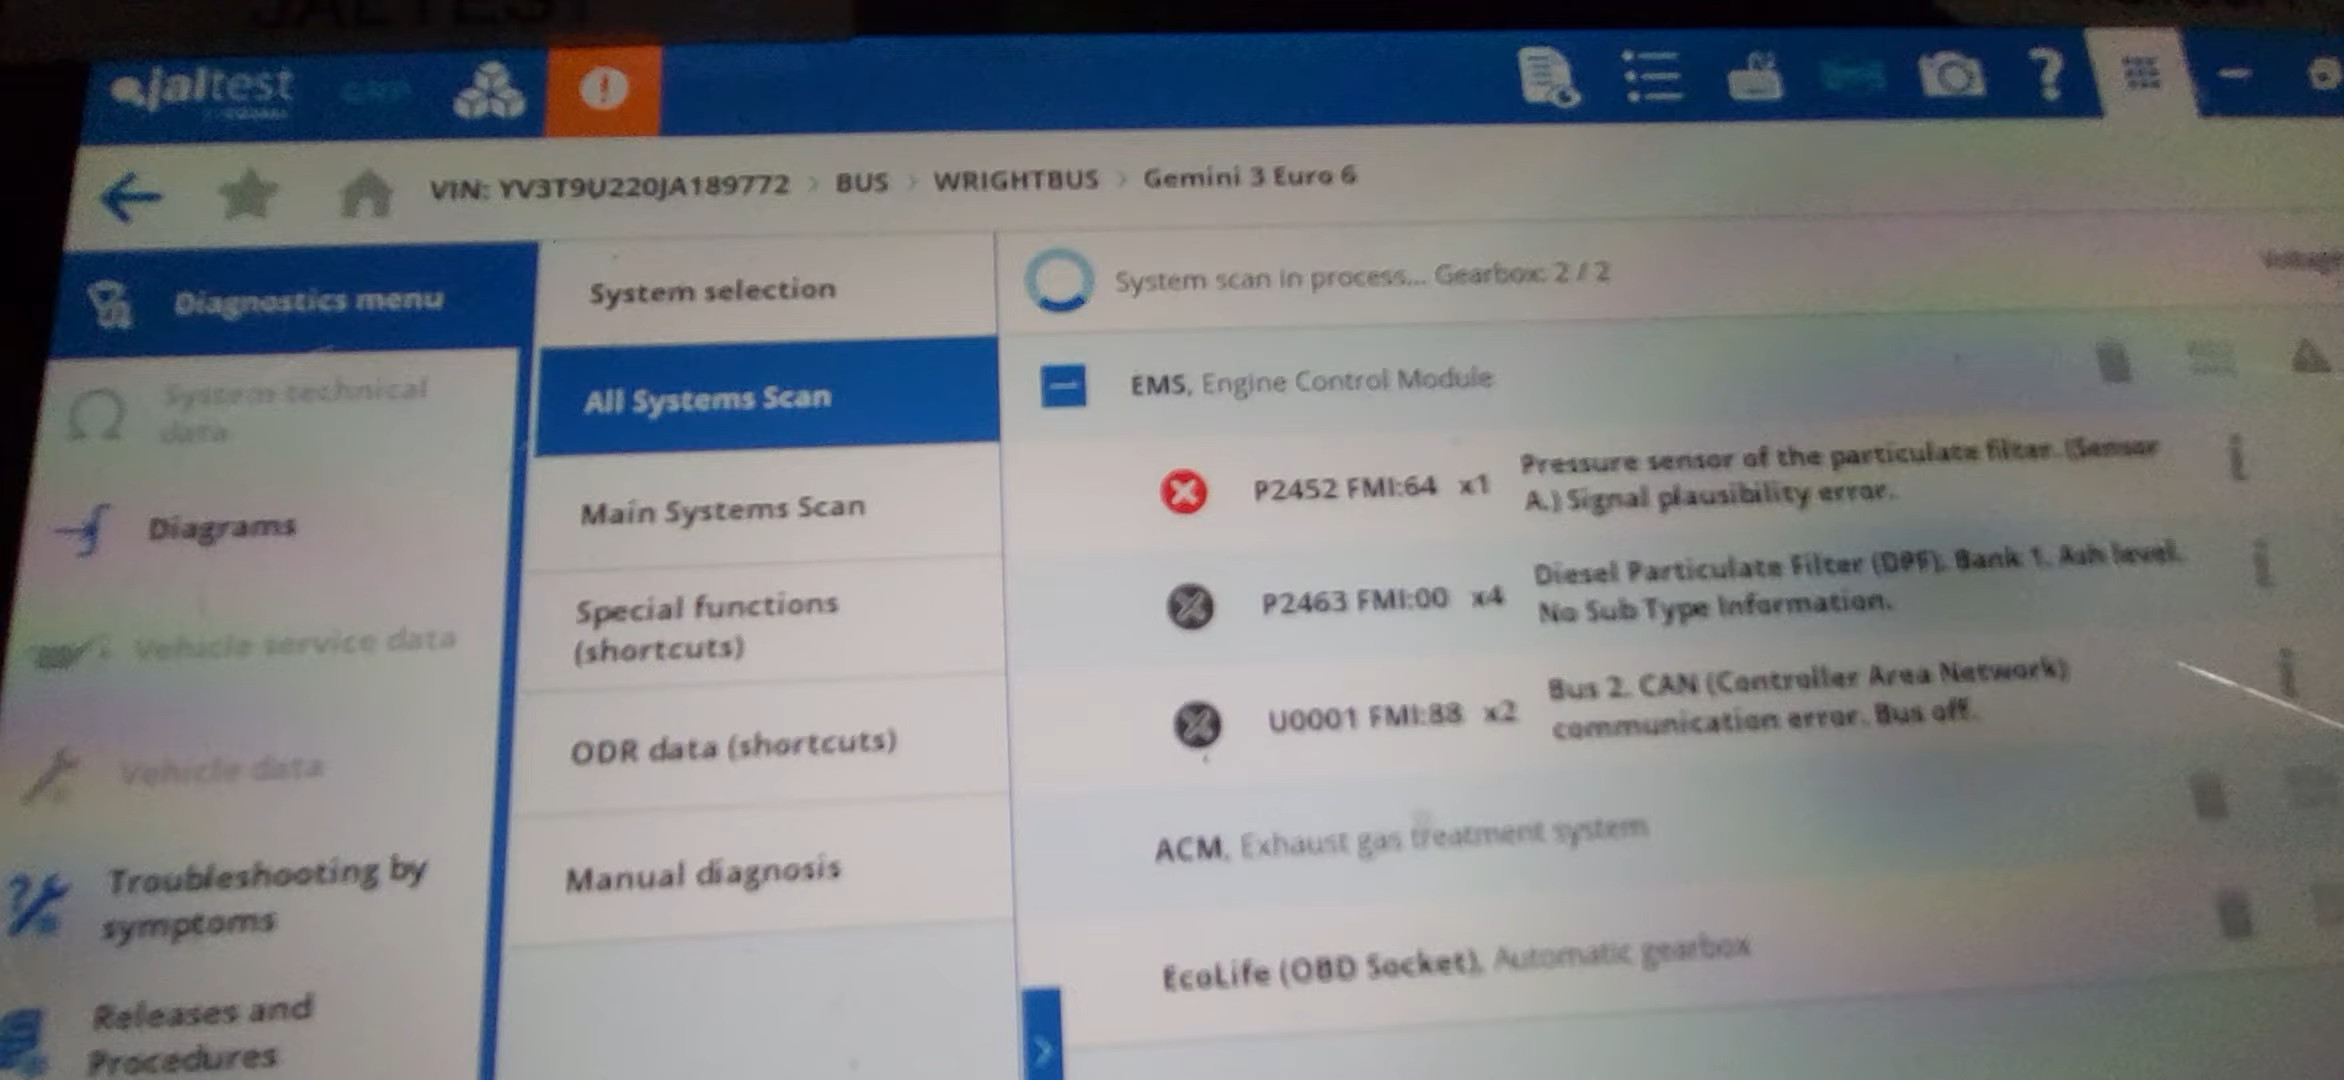 JALTEST
jaltest
VIN: YV3T9U220JA189772 > BUS > WRIGHTBUS > Gemini 3 Euro 6
Diagnostics menu
System technical
data
Diagrams
Vehicle service data
Vehicle data
Troubleshooting by
symptoms
Releases and
Procedures
System selection
All Systems Scan
Main Systems Scan
Special functions
(shortcuts)
ODR data (shortcuts)
Manual diagnosis
System scan in process... Gearbox: 2 / 2
Voltage
EMS, Engine Control Module
P2452 FMI:64 x1 Pressure sensor of the particulate filter. (Sensor
A.) Signal plausibility error.
P2463 FMI:00 x4 Diesel Particulate Filter (DPF). Bank 1. Ash level.
No Sub Type Information.
U0001 FMI:88 x2 Bus 2. CAN (Controller Area Network)
communication error. Bus off.
ACM, Exhaust gas treatment system
EcoLife (OBD Socket), Automatic gearbox